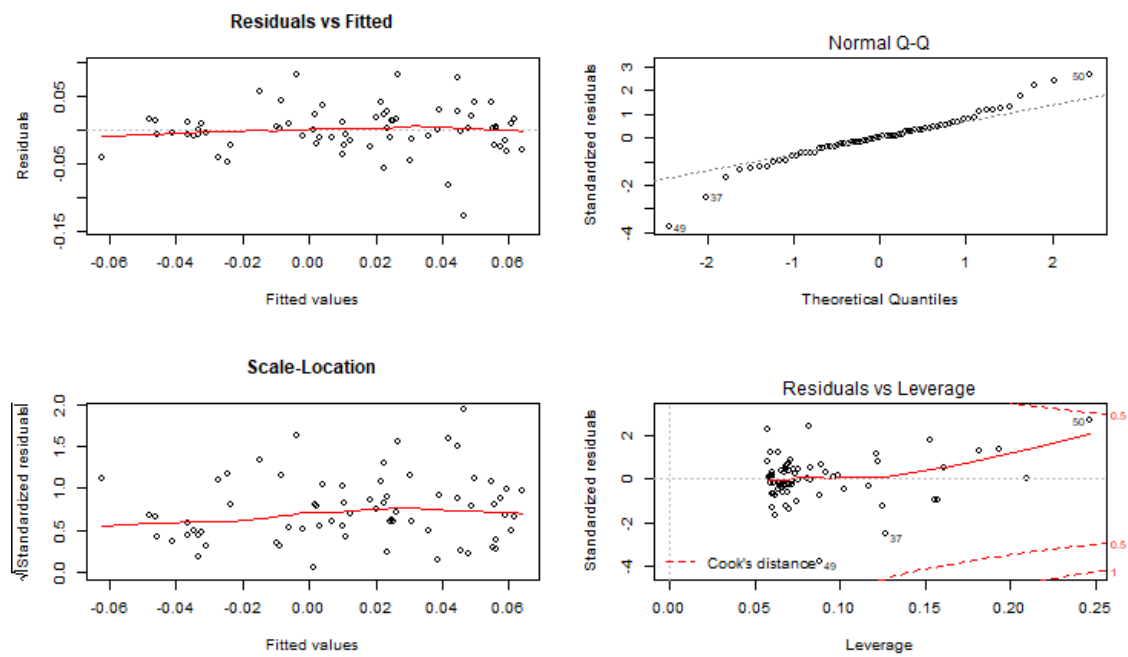 Residuals vs Fitted
Residuals
0.05
-0.05
-0.15
-0.06 -0.04 -0.02 0.00 0.02 0.04 0.06
Fitted values
Normal Q-Q
Standardized residuals
3
2
1
0
-2
-4
50
37
49
-2 -1 0 1 2
Theoretical Quantiles
Scale-Location
√|Standardized residuals|
2.0
1.5
1.0
0.5
0.0
-0.06 -0.04 -0.02 0.00 0.02 0.04 0.06
Fitted values
Residuals vs Leverage
Standardized residuals
2
0
-2
-4
50
0.5
37
0.5
Cook's distance
49
1
0.00 0.05 0.10 0.15 0.20 0.25
Leverage